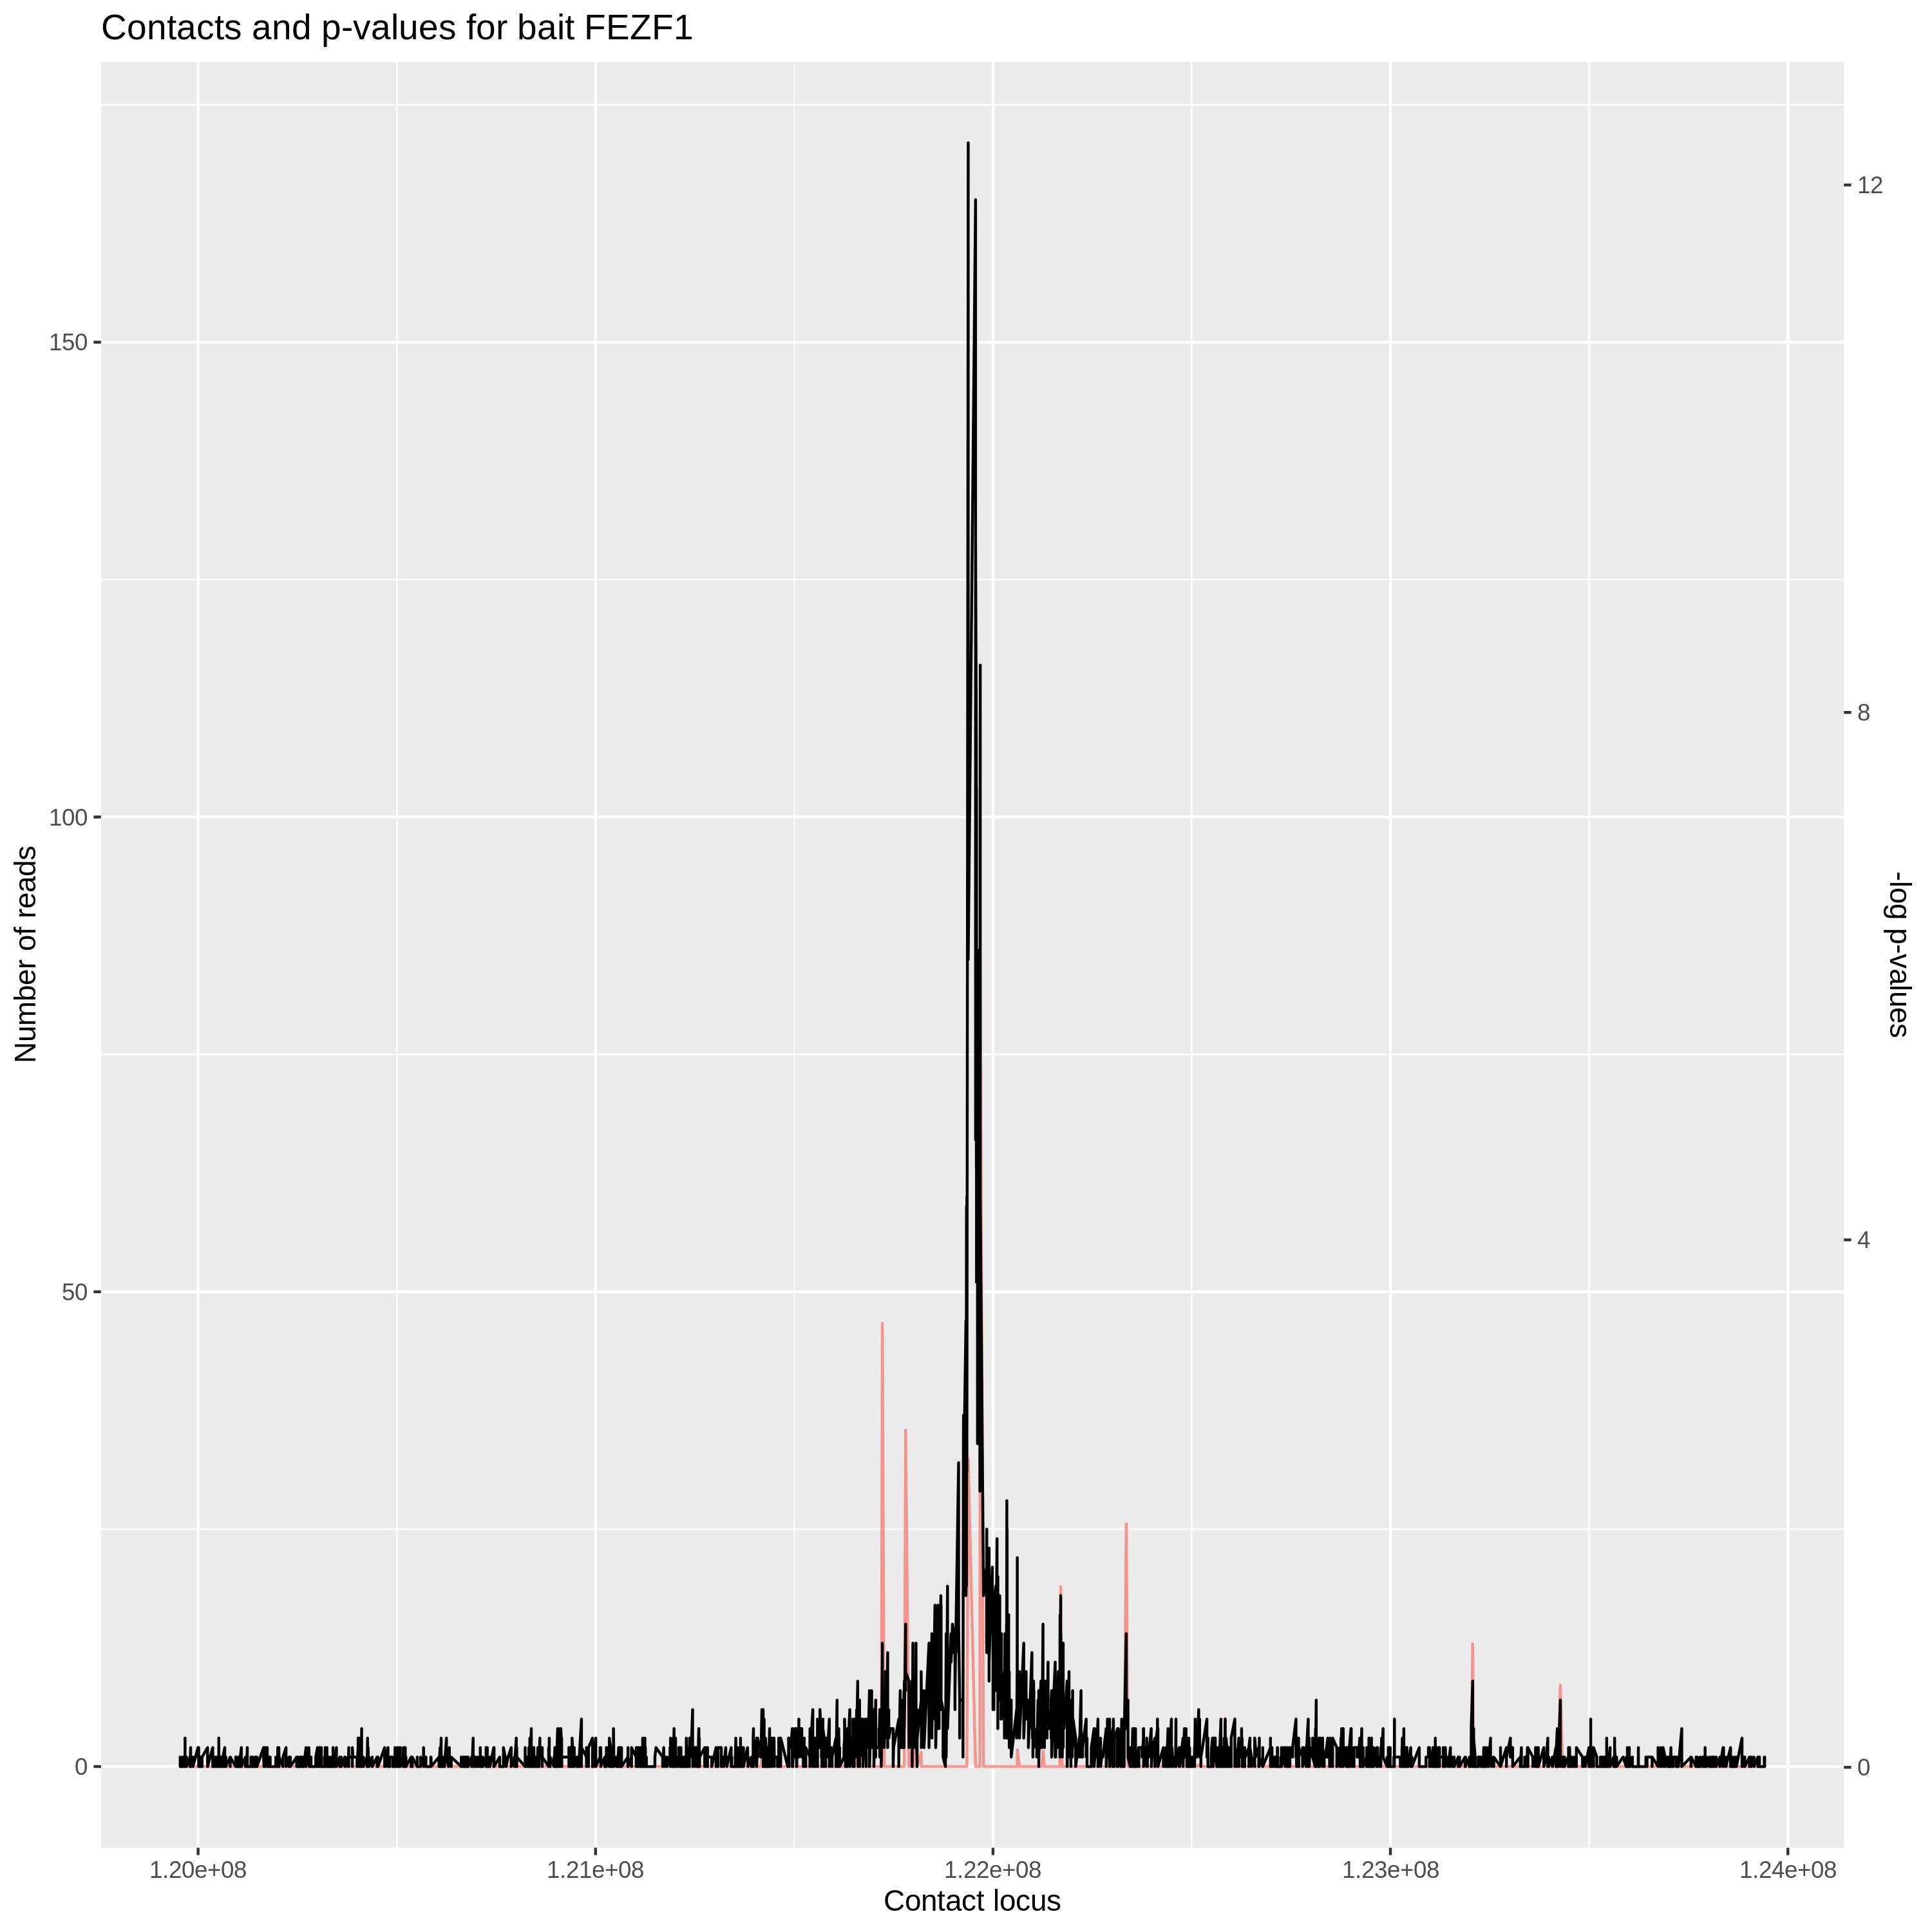 Contacts and p-values for bait FEZF1
150
100
50
0
Number of reads
12
8
4
0
-log p-values
1.20e+08
1.21e+08
1.22e+08
1.23e+08
1.24e+08
Contact locus